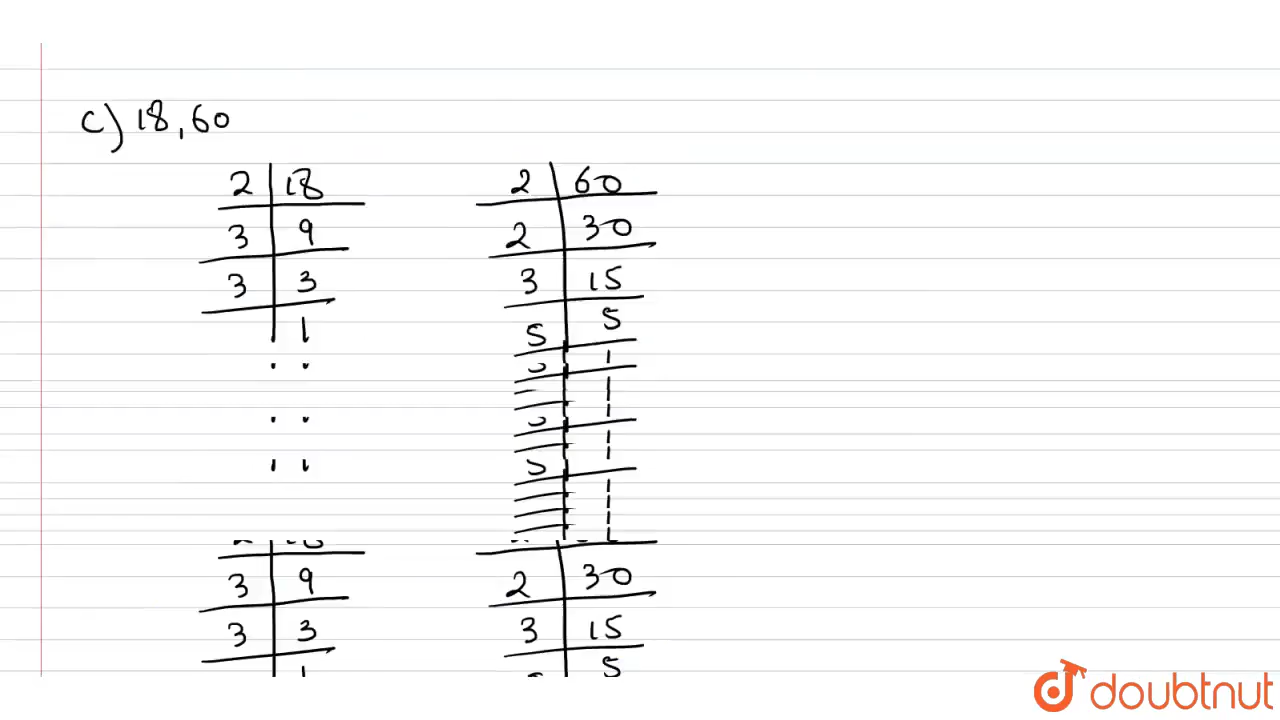 c) 18, 60
2 18 2 60
3 9 2 30
3 3 3 15
1 5 5
1
3 9 2 30
3 3 3 15
5
doubtnut